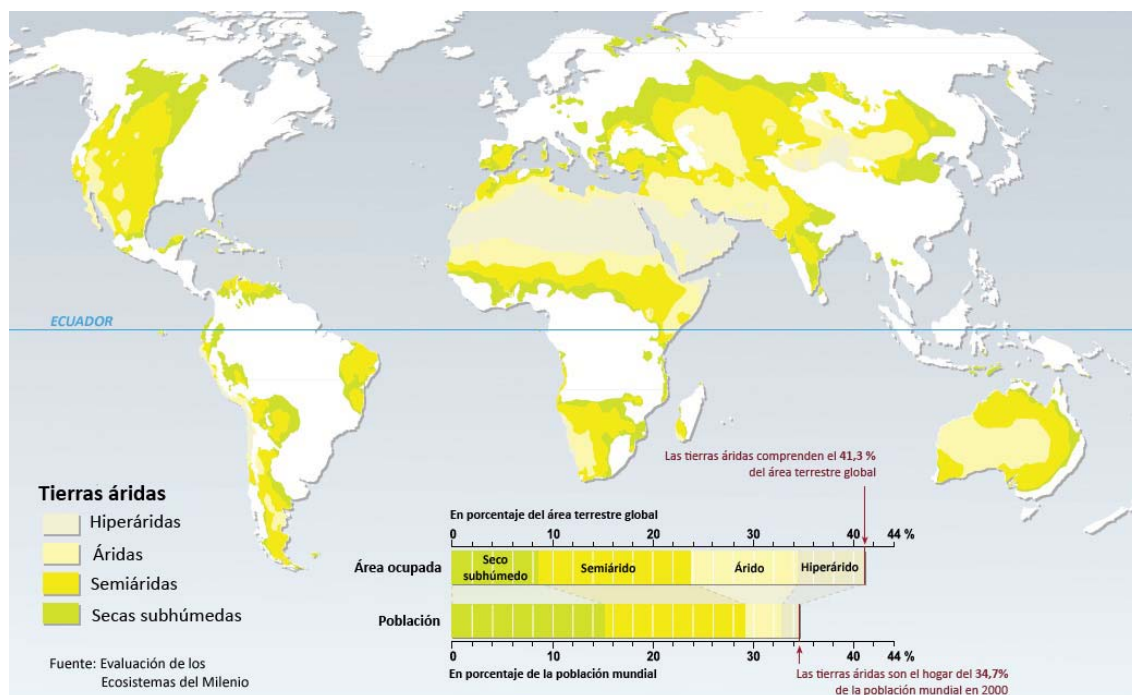 ECUADOR
Las tierras áridas comprenden el 41,3 %
del área terrestre global
Tierras áridas
Hiperáridas
Áridas
Semiáridas
Secas subhúmedas
Fuente: Evaluación de los
Ecosistemas del Milenio
En porcentaje del área terrestre global
0 10 20 30 40 44 %
Área ocupada
Seco
subhúmedo
Semiárido
Árido
Hiperárido
Población
0 10 20 30 40 44 %
En porcentaje de la población mundial
Las tierras áridas son el hogar del 34,7%
de la población mundial en 2000